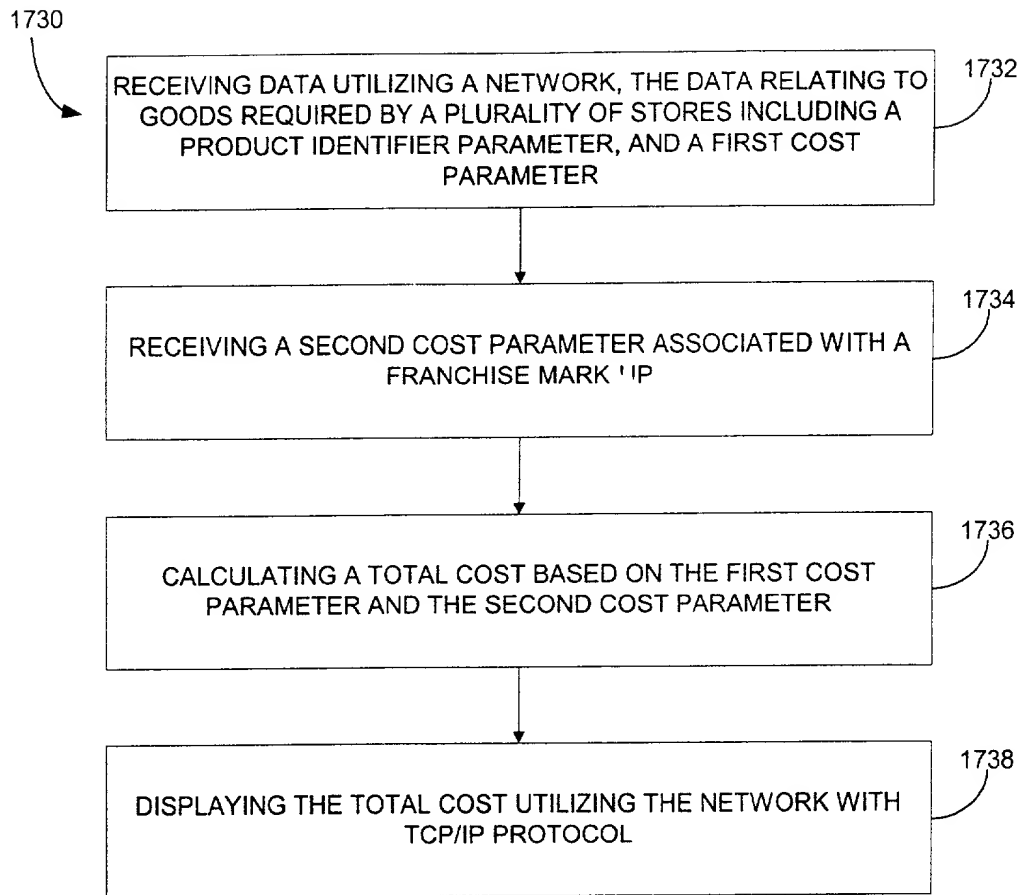 1730
RECEIVING DATA UTILIZING A NETWORK, THE DATA RELATING TO
GOODS REQUIRED BY A PLURALITY OF STORES INCLUDING A
PRODUCT IDENTIFIER PARAMETER, AND A FIRST COST
PARAMETER
1732
RECEIVING A SECOND COST PARAMETER ASSOCIATED WITH A
FRANCHISE MARK UP
1734
CALCULATING A TOTAL COST BASED ON THE FIRST COST
PARAMETER AND THE SECOND COST PARAMETER
1736
DISPLAYING THE TOTAL COST UTILIZING THE NETWORK WITH
TCP/IP PROTOCOL
1738